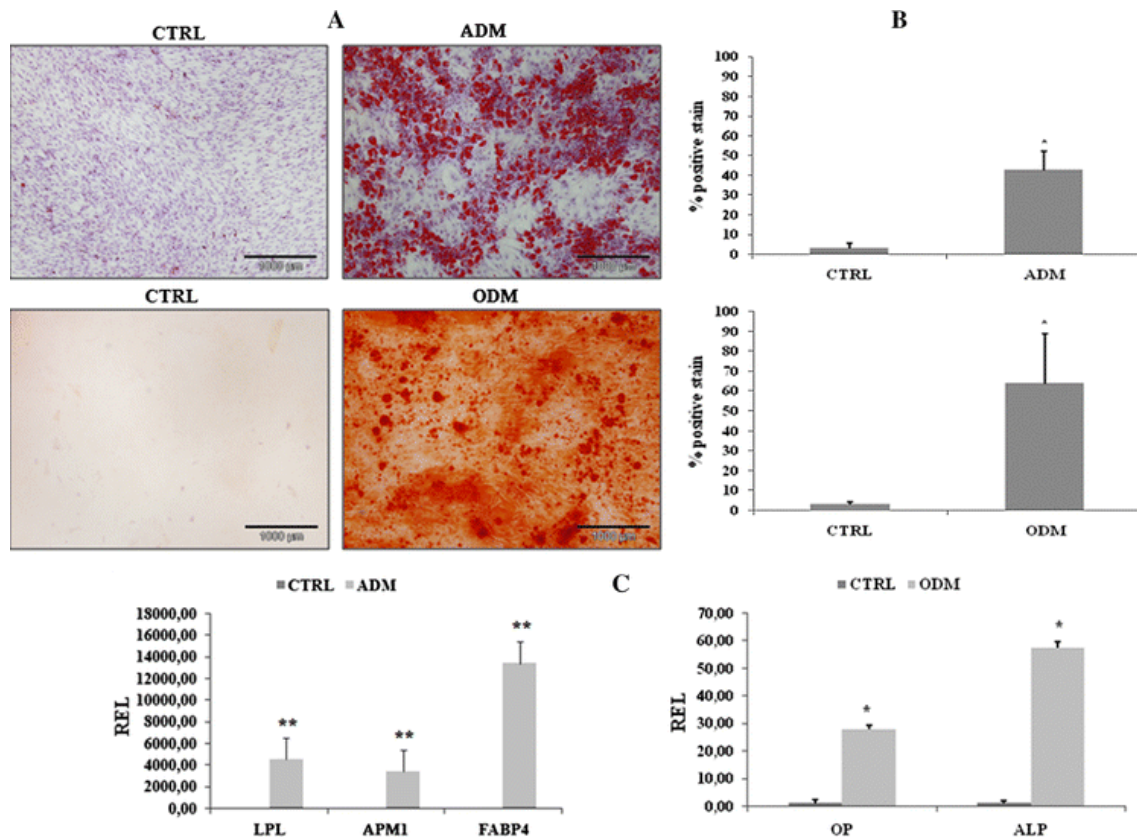 A
B
CTRL
ADM
1000 µm
1000 µm
% positive stain
100
90
80
70
60
50
40
30
20
10
0
*
CTRL
ADM
CTRL
ODM
1000 µm
1000 µm
% positive stain
100
90
80
70
60
50
40
30
20
10
0
*
CTRL
ODM
C
CTRL ADM
REL
18000,00
16000,00
14000,00
12000,00
10000,00
8000,00
6000,00
4000,00
2000,00
0,00
**
**
**
LPL
APM1
FABP4
CTRL ODM
REL
70,00
60,00
50,00
40,00
30,00
20,00
10,00
0,00
*
*
OP
ALP